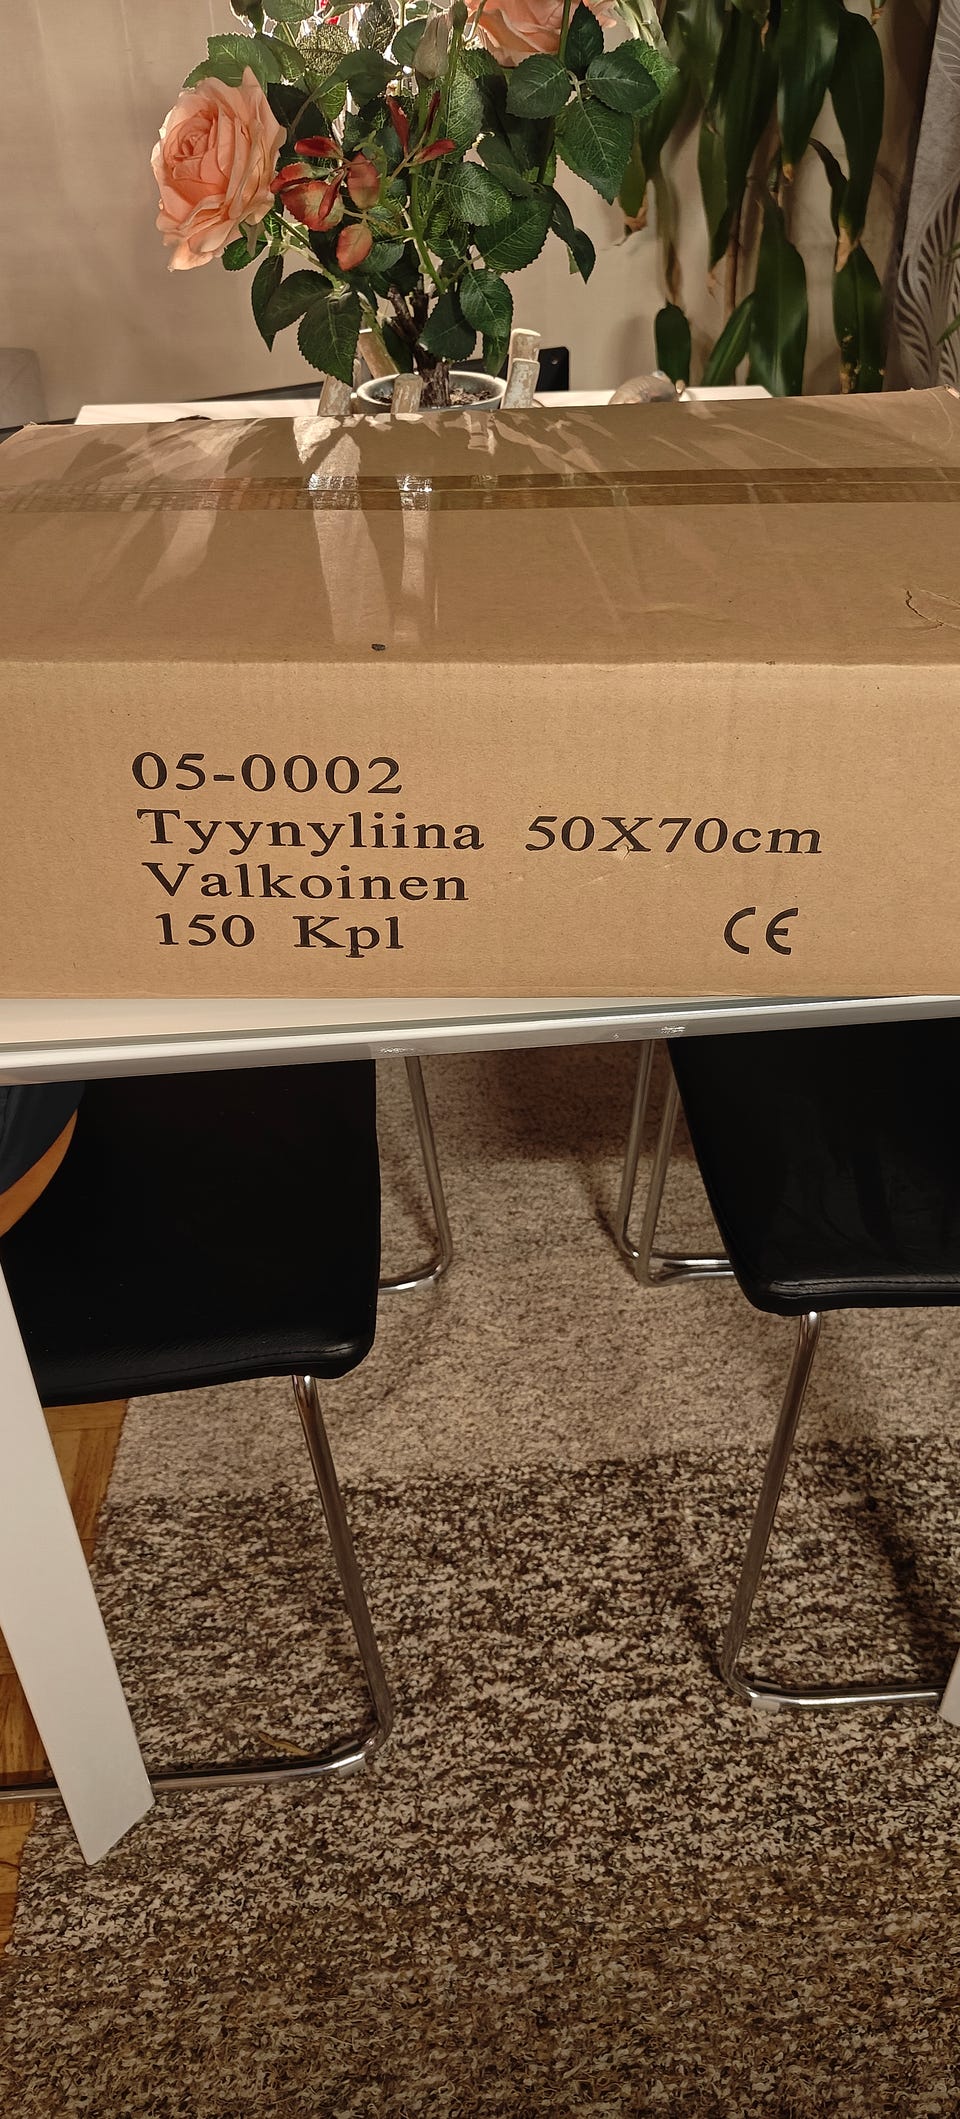 05-0002
Tyynyliina 50X70cm
Valkoinen
150 Kpl CE